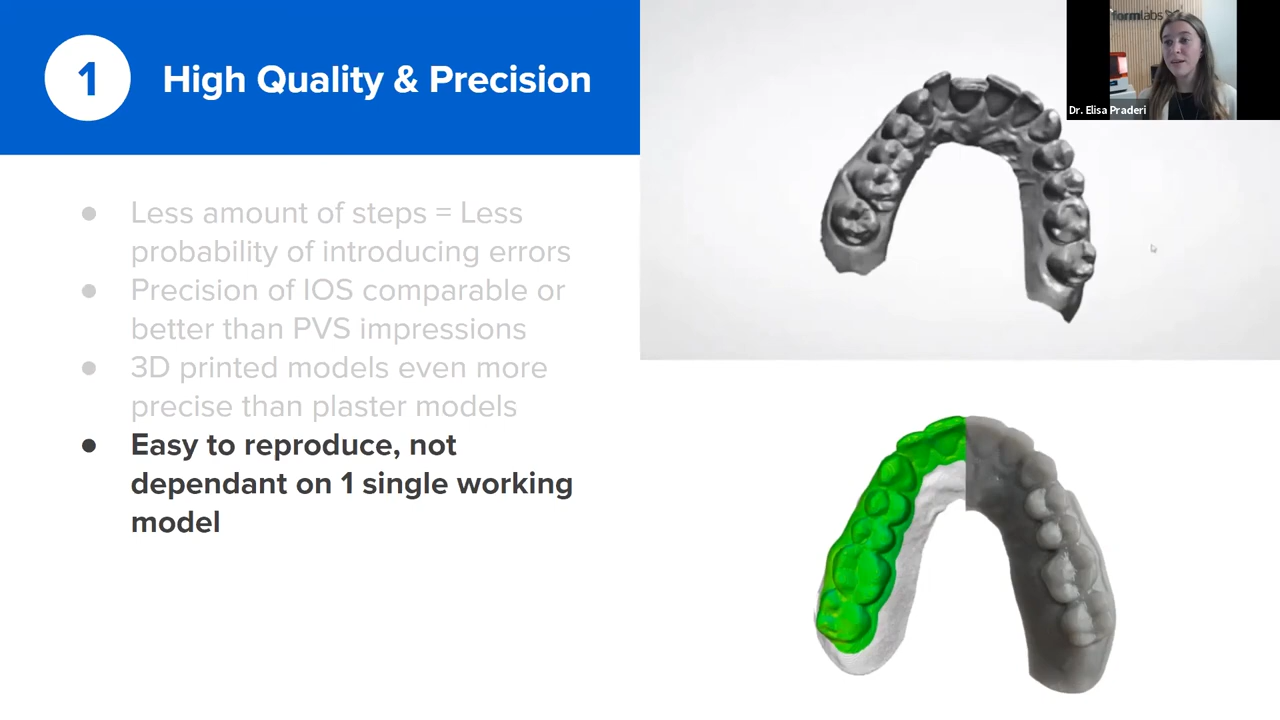 1
High Quality & Precision
formlabs
Dr. Elisa Praderi
● Less amount of steps = Less
probability of introducing errors
● Precision of IOS comparable or
better than PVS impressions
● 3D printed models even more
precise than plaster models
● Easy to reproduce, not
dependant on 1 single working
model